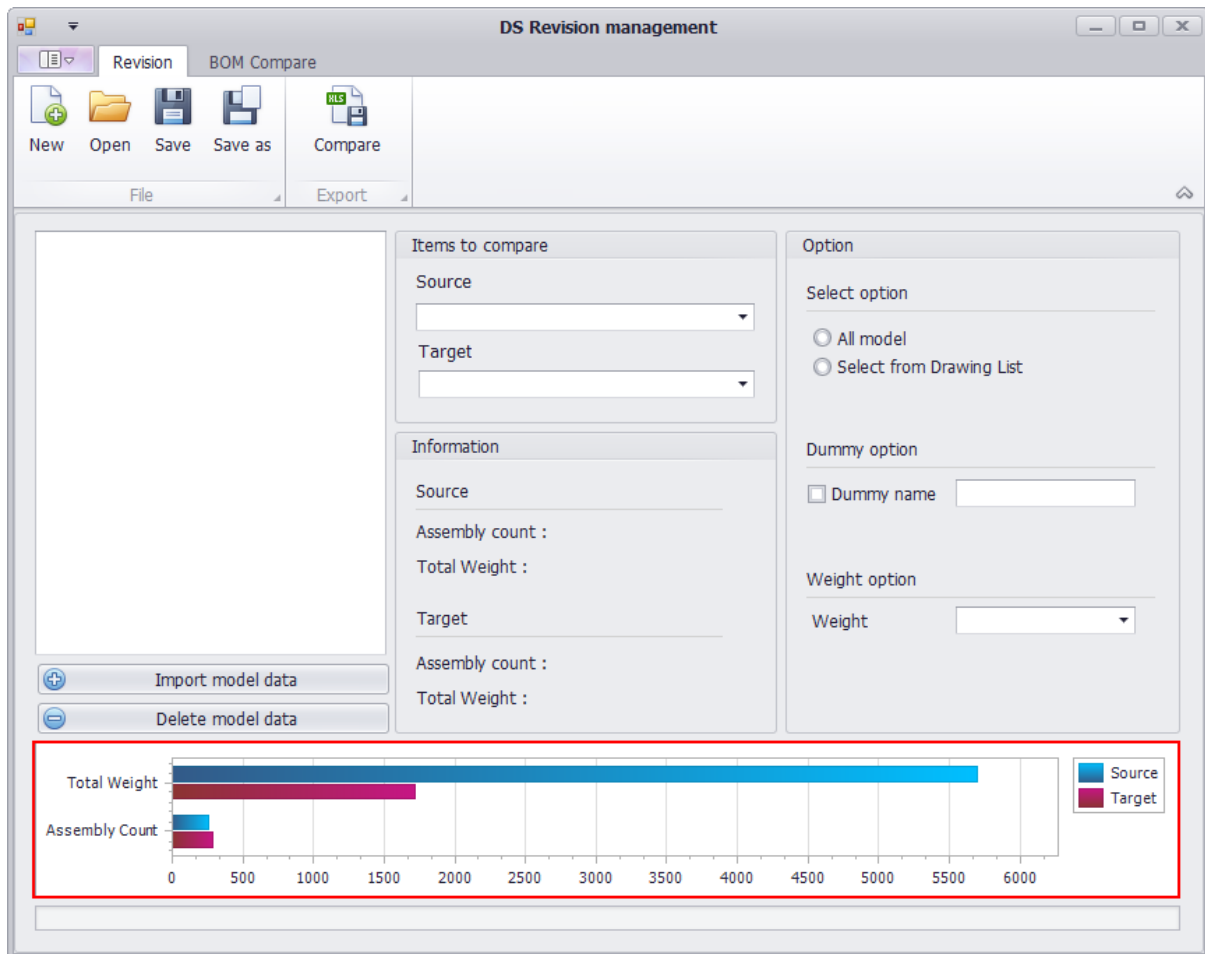 DS Revision management
Revision
BOM Compare
XLS
New
Open
Save
Save as
Compare
File
Export
Items to compare
Source
Target
Information
Source
Assembly count :
Total Weight :
Target
Assembly count :
Total Weight :
Option
Select option
All model
Select from Drawing List
Dummy option
Dummy name
Weight option
Weight
Import model data
Delete model data
Total Weight
Assembly Count
0 500 1000 1500 2000 2500 3000 3500 4000 4500 5000 5500 6000
Source
Target